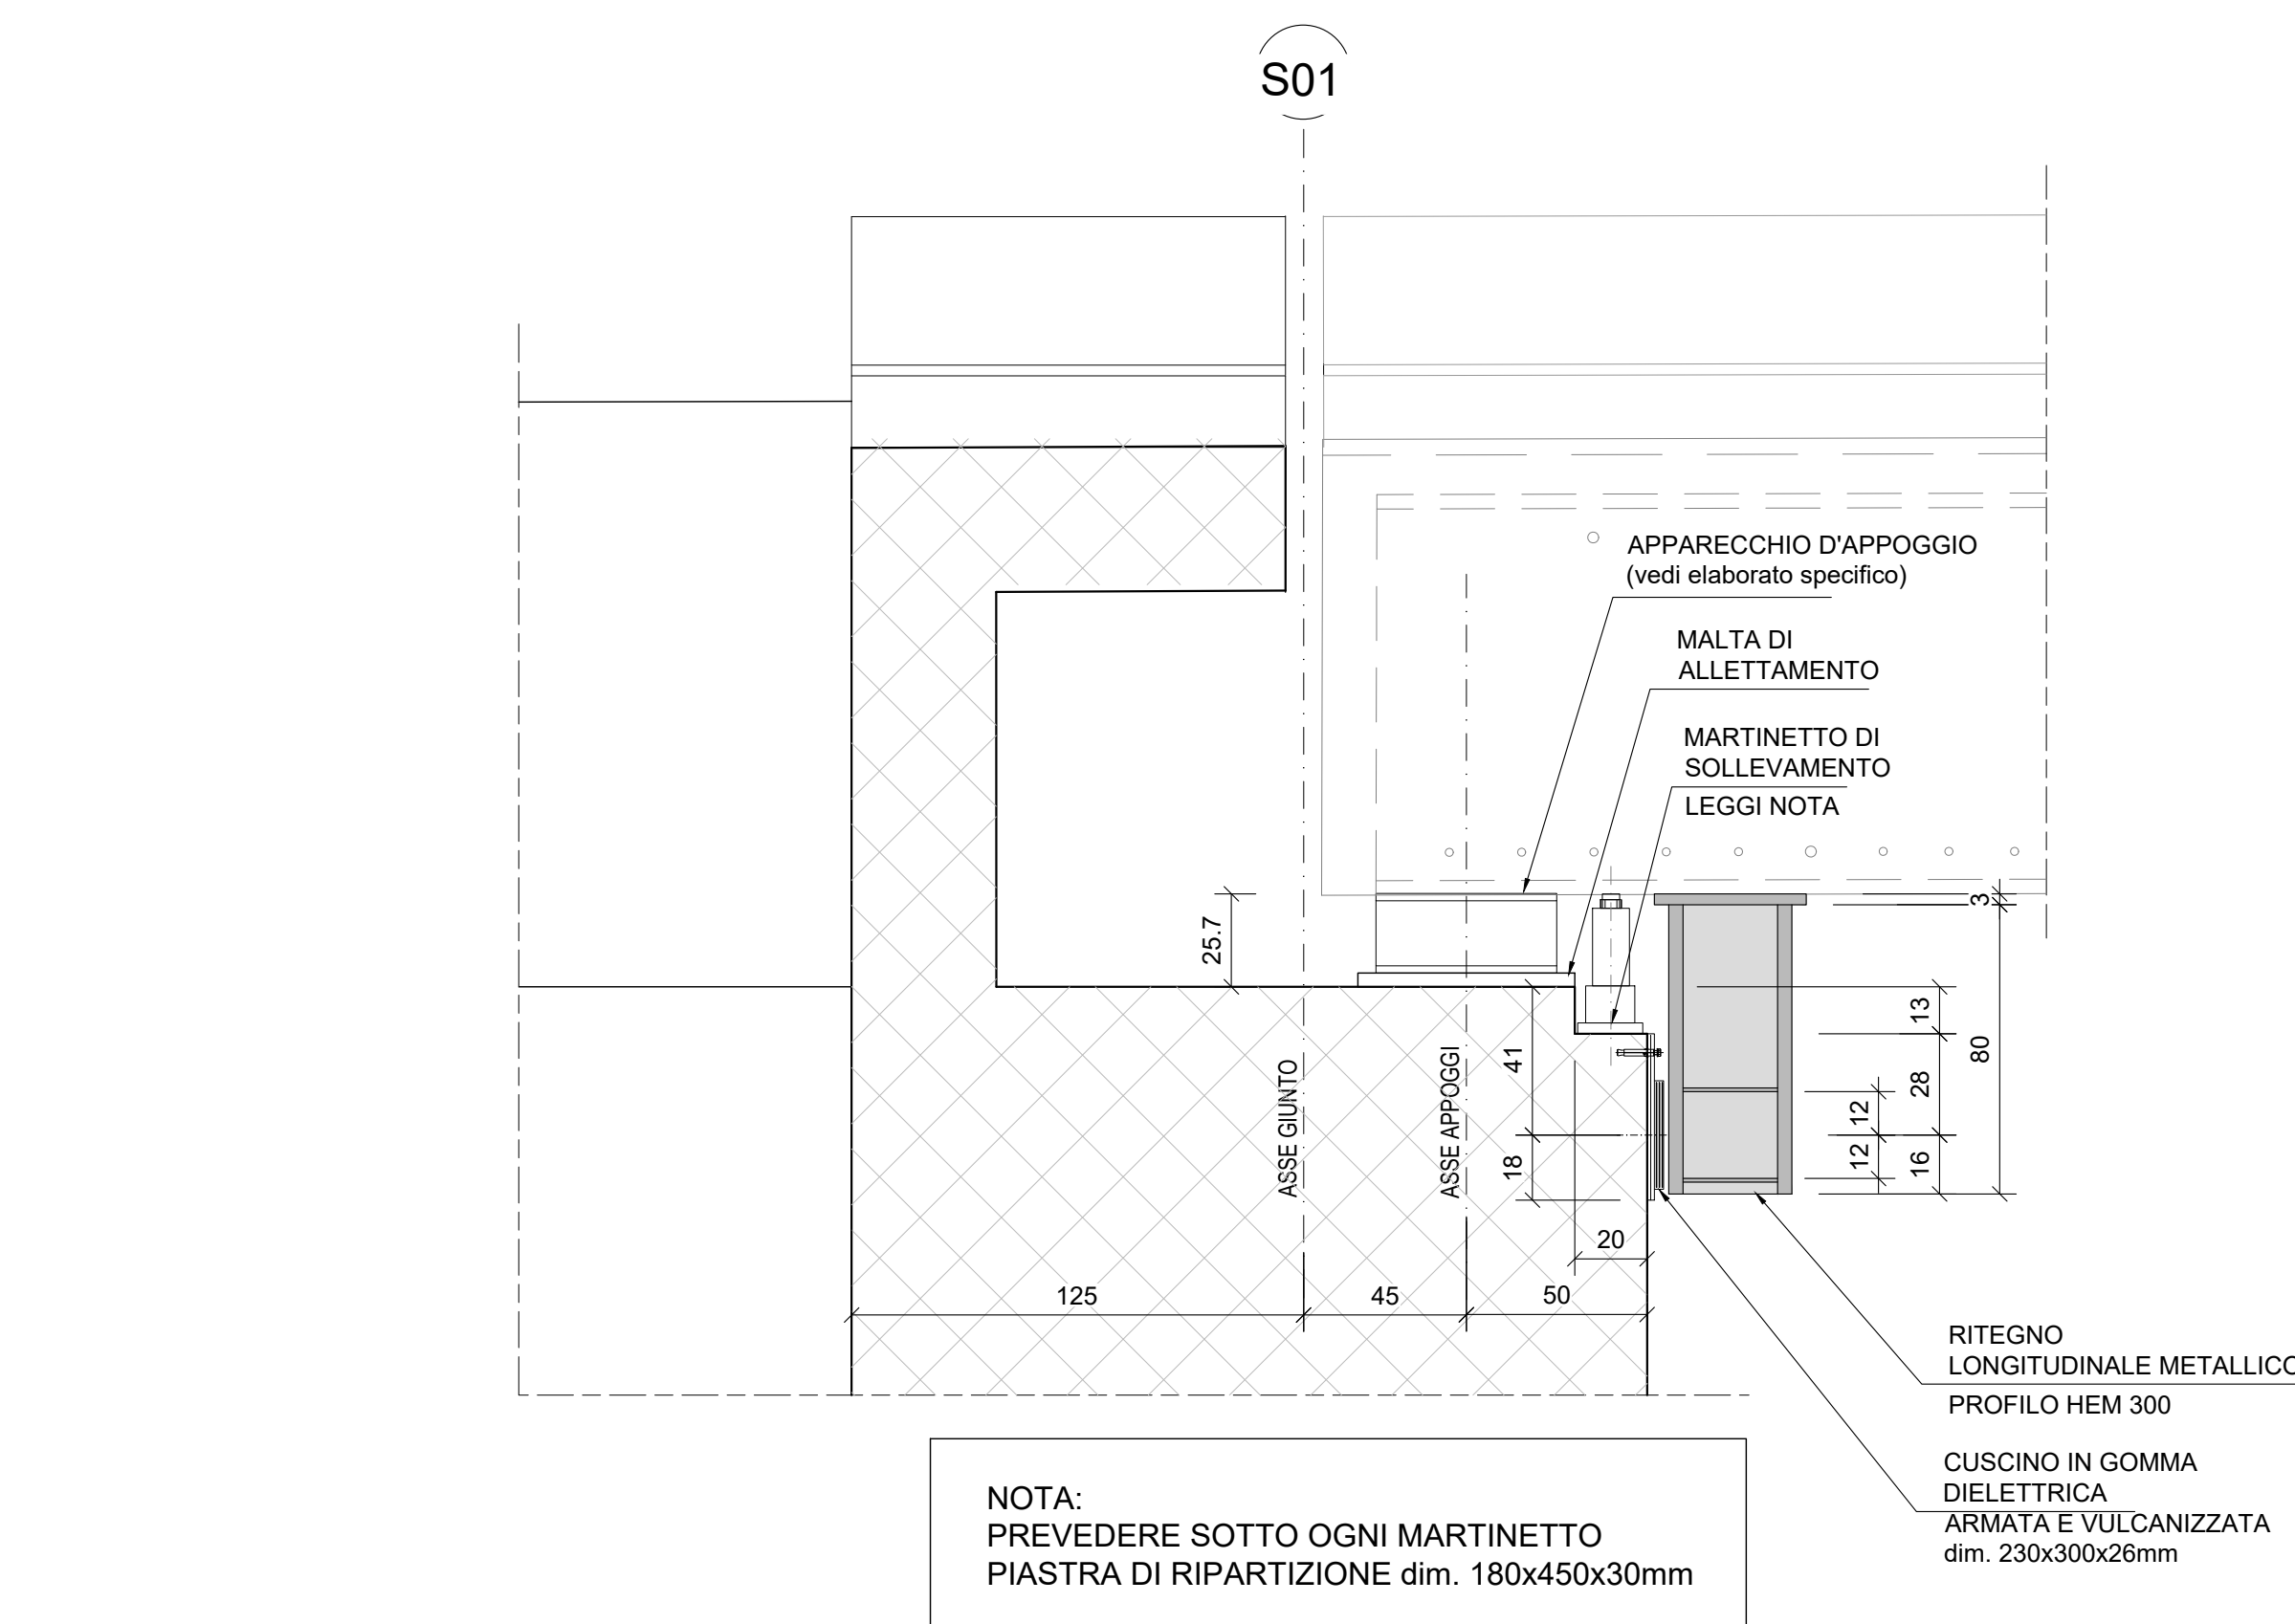 S01
APPARECCHIO D'APPOGGIO
(vedi elaborato specifico)
MALTA DI
ALLETTAMENTO
MARTINETTO DI
SOLLEVAMENTO
LEGGI NOTA
3
25.7
13
80
41
28
12
ASSE GIUNTO
ASSE APPOGGI
18
12
16
20
125
45
50
RITEGNO
LONGITUDINALE METALLICO
PROFILO HEM 300
CUSCINO IN GOMMA
DIELETTRICA
ARMATA E VULCANIZZATA
dim. 230x300x26mm
NOTA:
PREVEDERE SOTTO OGNI MARTINETTO
PIASTRA DI RIPARTIZIONE dim. 180x450x30mm